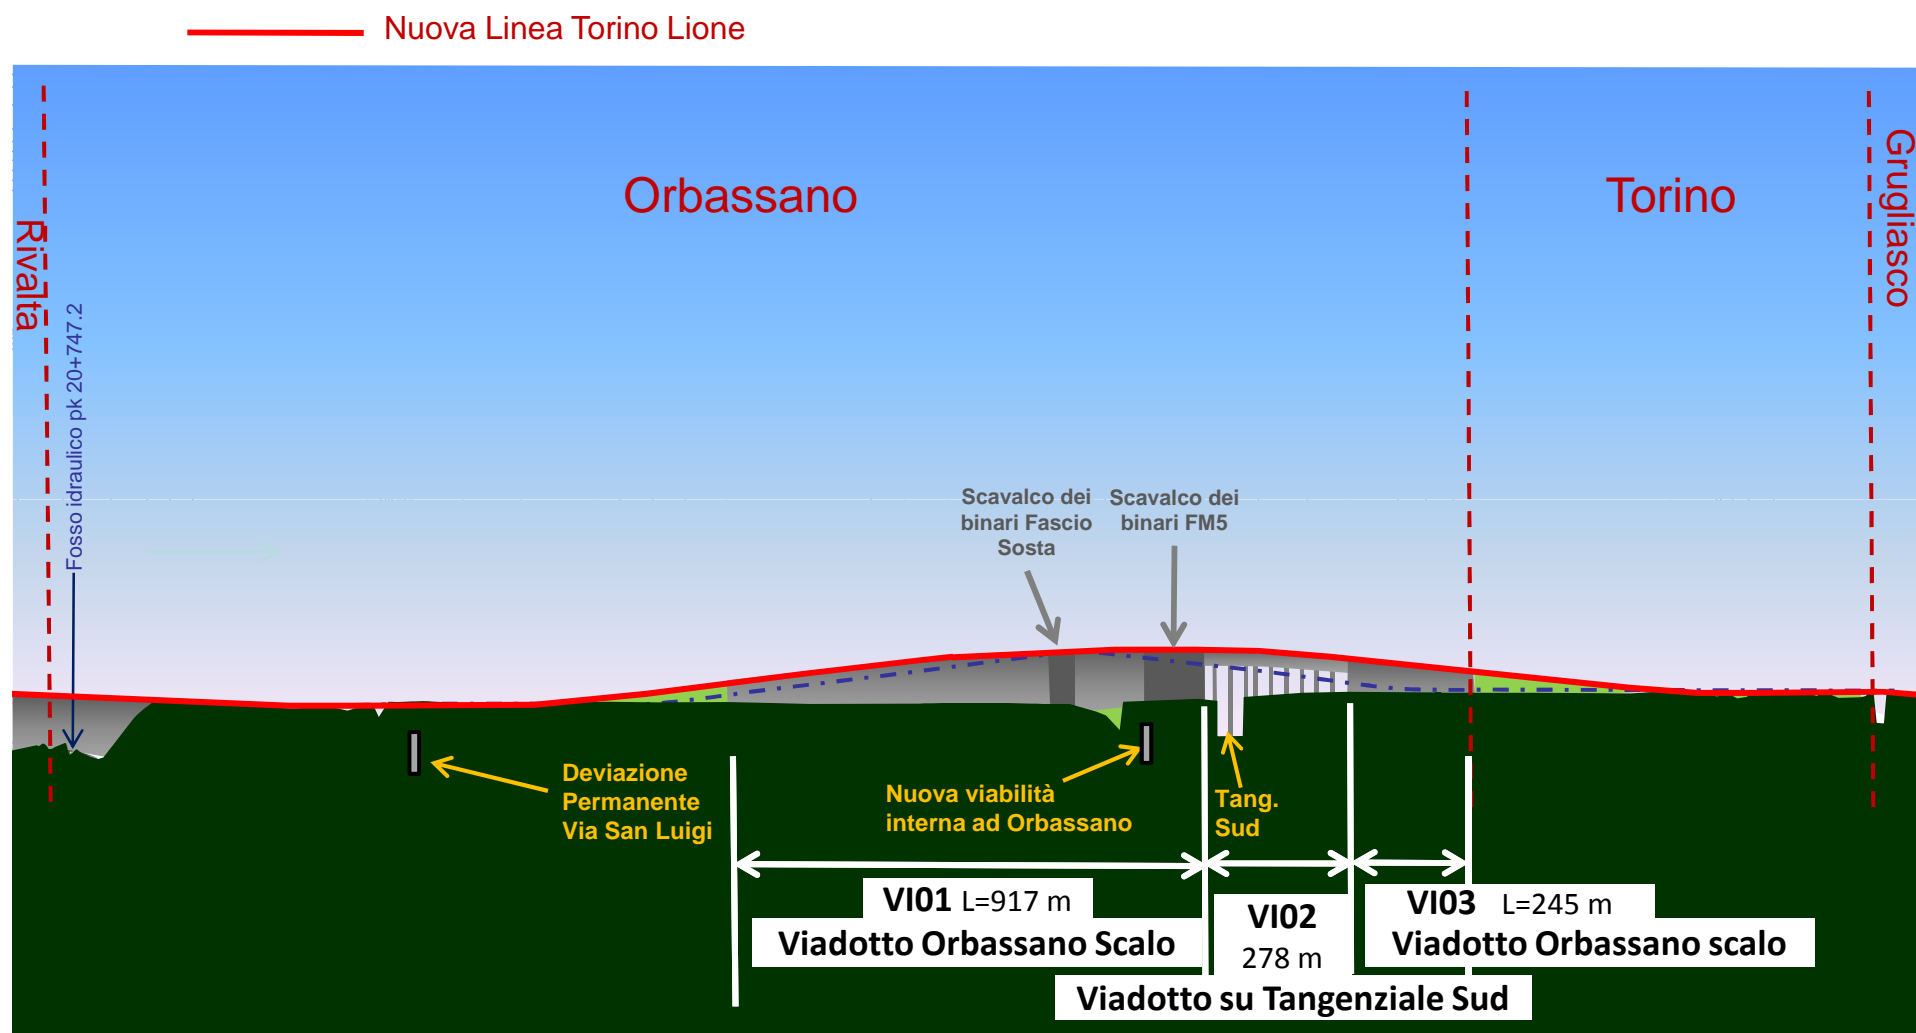 Nuova Linea Torino Lione
Orbassano
Torino
Rivalta
Grugliasco
Fosso idraulico pk 20+747.2
Scavalco dei
binari Fascio
Sosta
Scavalco dei
binari FM5
Deviazione
Permanente
Via San Luigi
Nuova viabilità
interna ad Orbassano
Tang.
Sud
VI01 L=917 m
Viadotto Orbassano Scalo
VI02
278 m
Viadotto su Tangenziale Sud
VI03 L=245 m
Viadotto Orbassano scalo